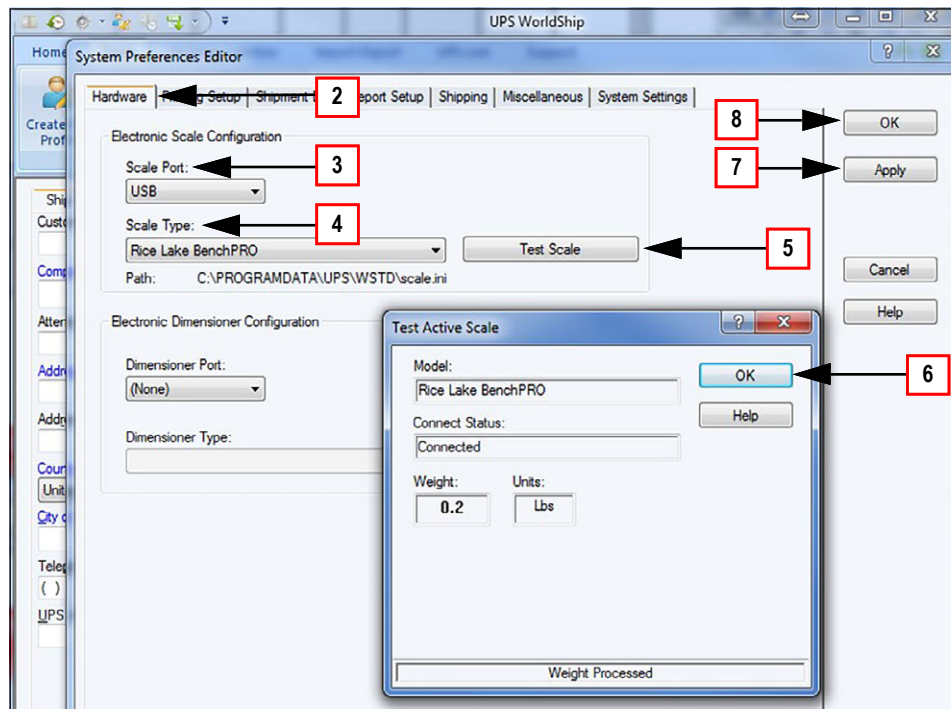 UPS WorldShip
Home
System Preferences Editor
Hardware
Setup
Shipment
Report Setup
Shipping
Miscellaneous
System Settings
2
Create
Prof
Electronic Scale Configuration
8
OK
Scale Port:
3
USB
7
Apply
Ship
Custo
Scale Type:
4
Rice Lake BenchPRO
Test Scale
5
Path: C:\PROGRAMDATA\UPS\WSTD\scale.ini
Comp
Cancel
Help
Atten
Electronic Dimensioner Configuration
Test Active Scale
Dimensioner Port:
(None)
Model:
Rice Lake BenchPRO
OK
6
Help
Addre
Addre
Connect Status:
Connected
Dimensioner Type:
Coun
Unit
Weight: Units:
0.2 Lbs
City o
Telep
( )
UPS
Weight Processed